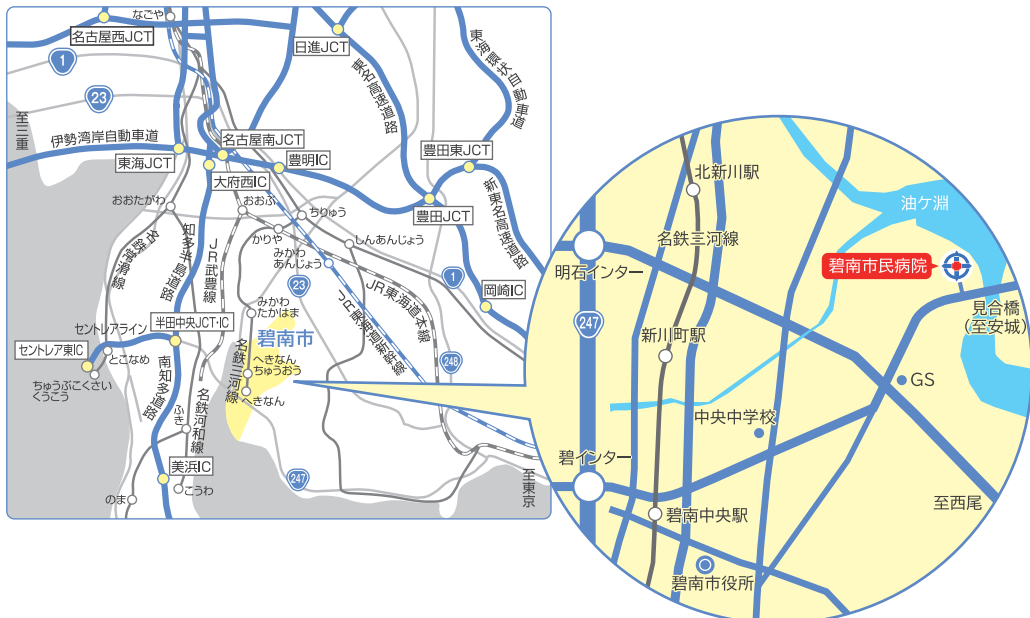 なごや
名古屋西JCT
日進JCT
東名高速道路
東海環状自動車道
1
23
至三重
伊勢湾岸自動車道
名古屋南JCT
東海JCT
豊明IC
豊田東JCT
大府西IC
豊田JCT
新東名高速道路
おおたがわ
おおぶ
ちりゅう
かりや
みかわ
あんじょう
しんあんじょう
名鉄常滑線
知多半島道路
JR武豊線
23
JR東海道本線
JR東海道新幹線
1
岡崎IC
みかわ
たかはま
碧南市
セントレアライン
半田中央JCT・IC
セントレア東IC
とこなめ
ちゅうぶこくさい
くうこう
南知多道路
名鉄河和線
名鉄三河線
へきなん
ちゅうおう
へきなん
248
ふき
美浜IC
こうわ
のま
247
至東京
北新川駅
油ケ淵
名鉄三河線
碧南市民病院
明石インター
見合橋
(至安城)
247
新川町駅
GS
中央中学校
碧インター
至西尾
碧南中央駅
碧南市役所